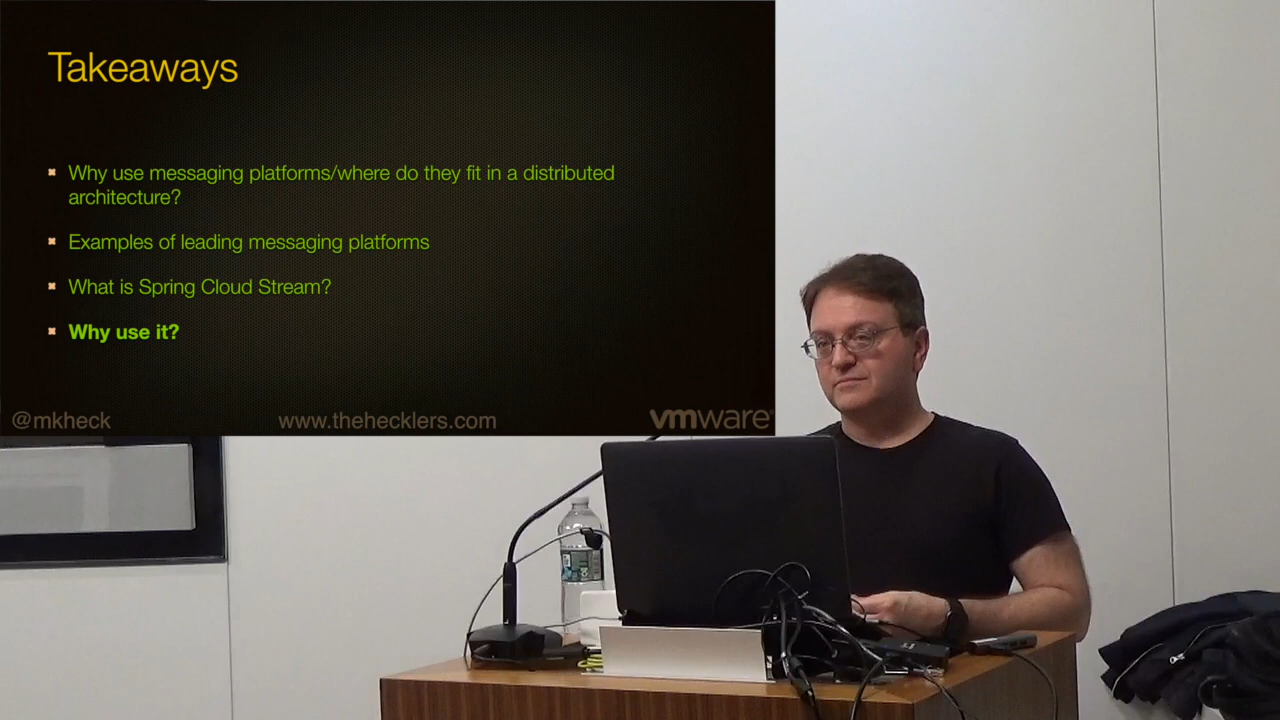 Takeaways
Why use messaging platforms/where do they fit in a distributed
architecture?
Examples of leading messaging platforms
What is Spring Cloud Stream?
Why use it?
@mkheck
www.thehecklers.com
vmware